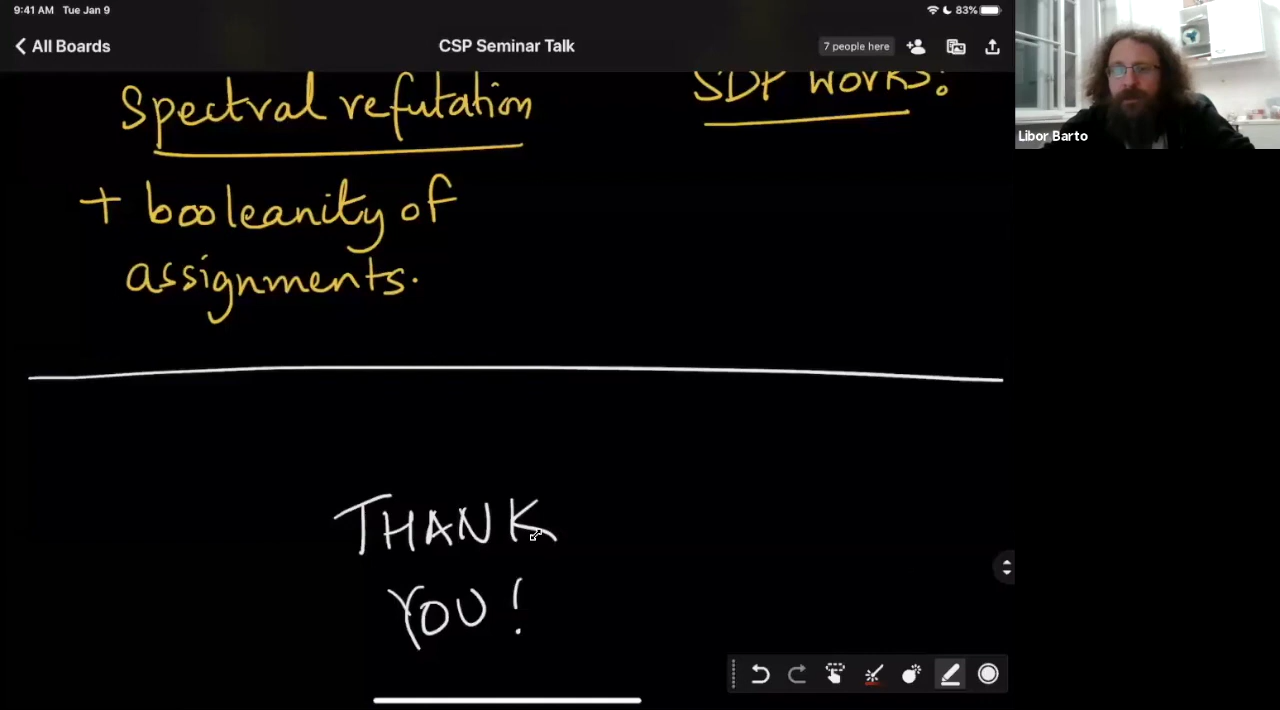 9:41 AM Tue Jan 9
83%
All Boards
CSP Seminar Talk
7 people here
Spectral refutation
SDP works!
+ booleanity of
assignments.
THANK
YOU!
Libor Barto